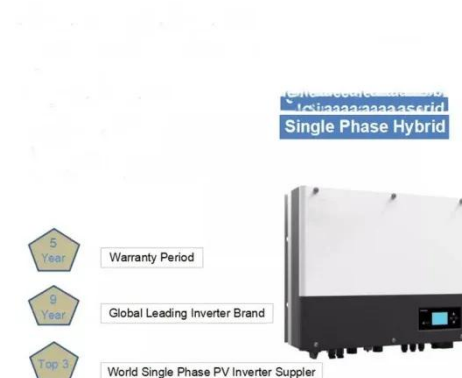 Single Phase Hybrid
5
Year
Warranty Period
9
Year
Global Leading Inverter Brand
Top 3
World Single Phase PV Inverter Suppler